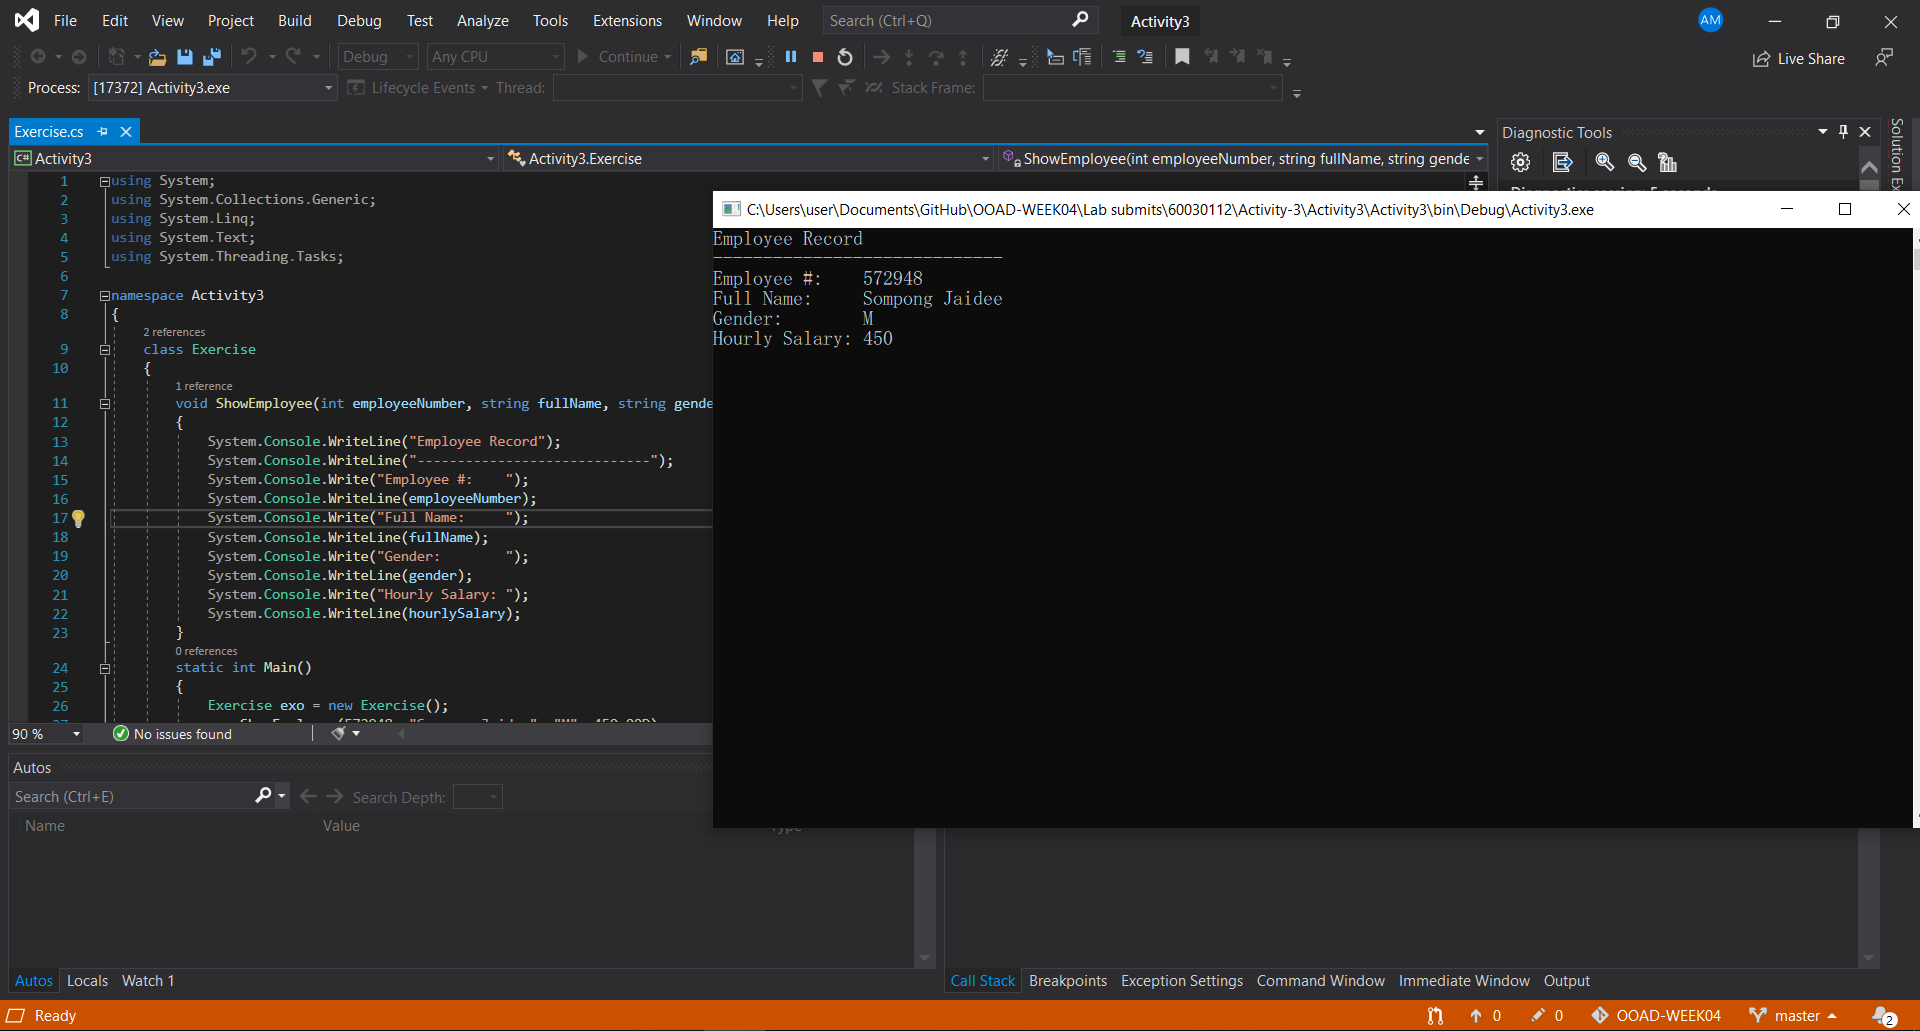 File Edit View Project Build Debug Test Analyze Tools Extensions Window Help Search (Ctrl+Q) Activity3 AM
Debug Any CPU Continue Live Share
Process: [17372] Activity3.exe Lifecycle Events Thread: Stack Frame:
Exercise.cs
C# Activity3 Activity3.Exercise ShowEmployee(int employeeNumber, string fullName, string gende
Diagnostic Tools
Solution Ex
1 using System;
2 using System.Collections.Generic;
3 using System.Linq;
4 using System.Text;
5 using System.Threading.Tasks;
6
7 namespace Activity3
8 {
2 references
9 class Exercise
10 {
1 reference
11 void ShowEmployee(int employeeNumber, string fullName, string gende
12 {
13 System.Console.WriteLine("Employee Record");
14 System.Console.WriteLine("-----------------------------");
15 System.Console.Write("Employee #:    ");
16 System.Console.WriteLine(employeeNumber);
17 System.Console.Write("Full Name:     ");
18 System.Console.WriteLine(fullName);
19 System.Console.Write("Gender:        ");
20 System.Console.WriteLine(gender);
21 System.Console.Write("Hourly Salary: ");
22 System.Console.WriteLine(hourlySalary);
23 }
0 references
24 static int Main()
25 {
26 Exercise exo = new Exercise();
C:\Users\user\Documents\GitHub\OOAD-WEEK04\Lab submits\60030112\Activity-3\Activity3\Activity3\bin\Debug\Activity3.exe
Employee Record
-----------------------------
Employee #:    572948
Full Name:     Sompong Jaidee
Gender:        M
Hourly Salary: 450
90 % No issues found
Autos
Search (Ctrl+E) Search Depth:
Name Value
Autos Locals Watch 1
Call Stack Breakpoints Exception Settings Command Window Immediate Window Output
Ready 0 0 OOAD-WEEK04 master 2